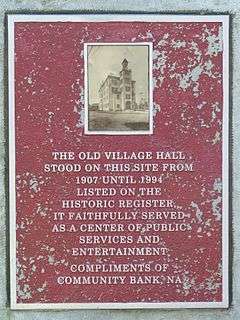 THE OLD VILLAGE HALL
STOOD ON THIS SITE FROM
1907 UNTIL 1994
LISTED ON THE
HISTORIC REGISTER,
IT FAITHFULLY SERVED
AS A CENTER OF PUBLIC
SERVICES AND
ENTERTAINMENT
COMPLIMENTS OF
COMMUNITY BANK, NA